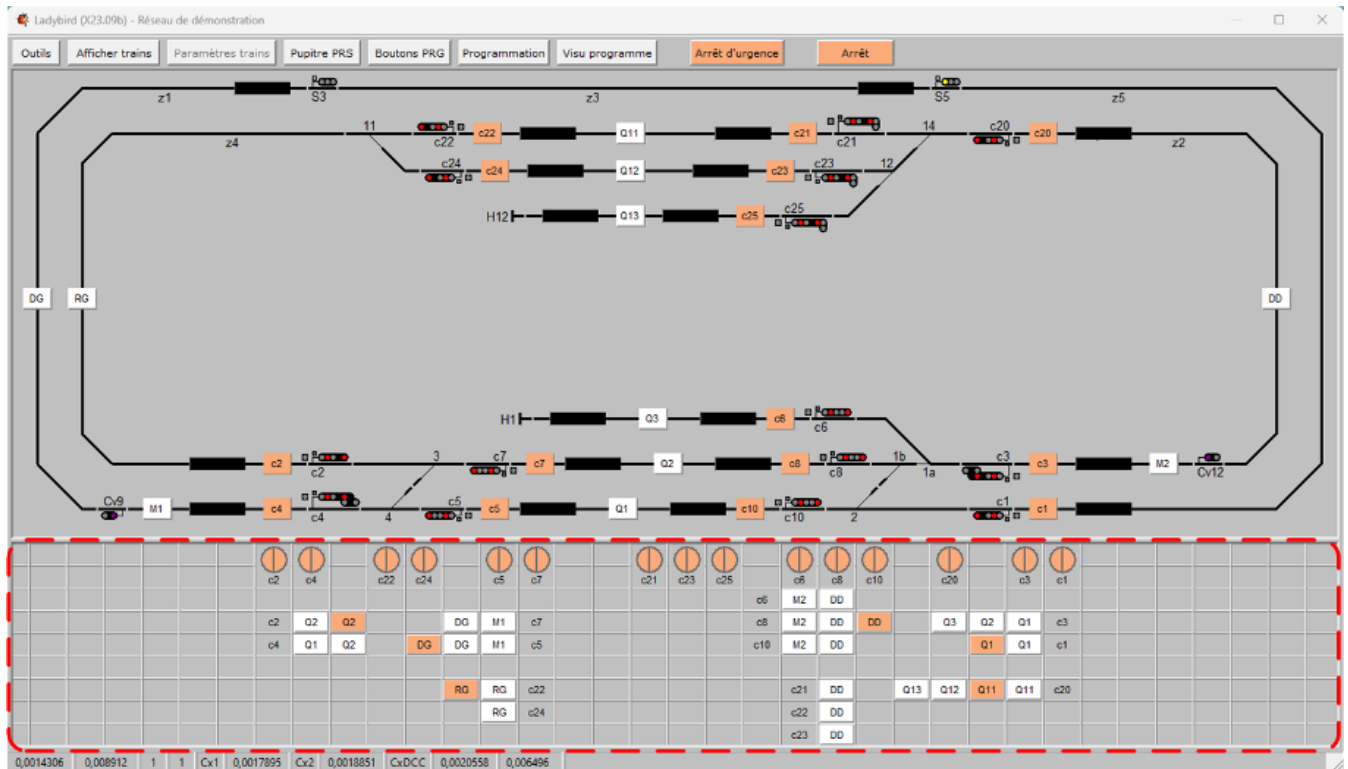 Ladybird (X23.09b) - Réseau de démonstration
Outils Afficher trains Paramètres trains Pupitre PRS Boutons PRG Programmation Visu programme Arrêt d'urgence Arrêt
z1 S3 z3 S5 z5
11 c22 c22 Q11 c21 c21 14 c20 c20
z4 z2
c24 c24 Q12 c23 c23 12
H12 Q13 c25 c25
DG RG DD
H1 Q3 c6 c6
c2 c2 3 c7 c7 Q2 c8 c8 1b 1a c3 c3 M2 Cv12
Cv9 M1 c4 c4 4 c5 c5 Q1 c10 c10 2 c1 c1
c2 c4 c22 c24 c5 c7 c21 c23 c25 c6 c8 c10 c20 c3 c1
c6 M2 DD
c2 Q2 Q2 DG M1 c7 c8 M2 DD DD Q3 Q2 Q1 c3
c4 Q1 Q2 DG DG M1 c5 c10 M2 DD Q1 Q1 c1
RG RG c22 c21 DD Q13 Q12 Q11 Q11 c20
RG c24 c22 DD
c23 DD
0,0014306 0,008912 1 1 Cx1 0,0017895 Cx2 0,0018851 CxDCC 0,0020558 0,006496